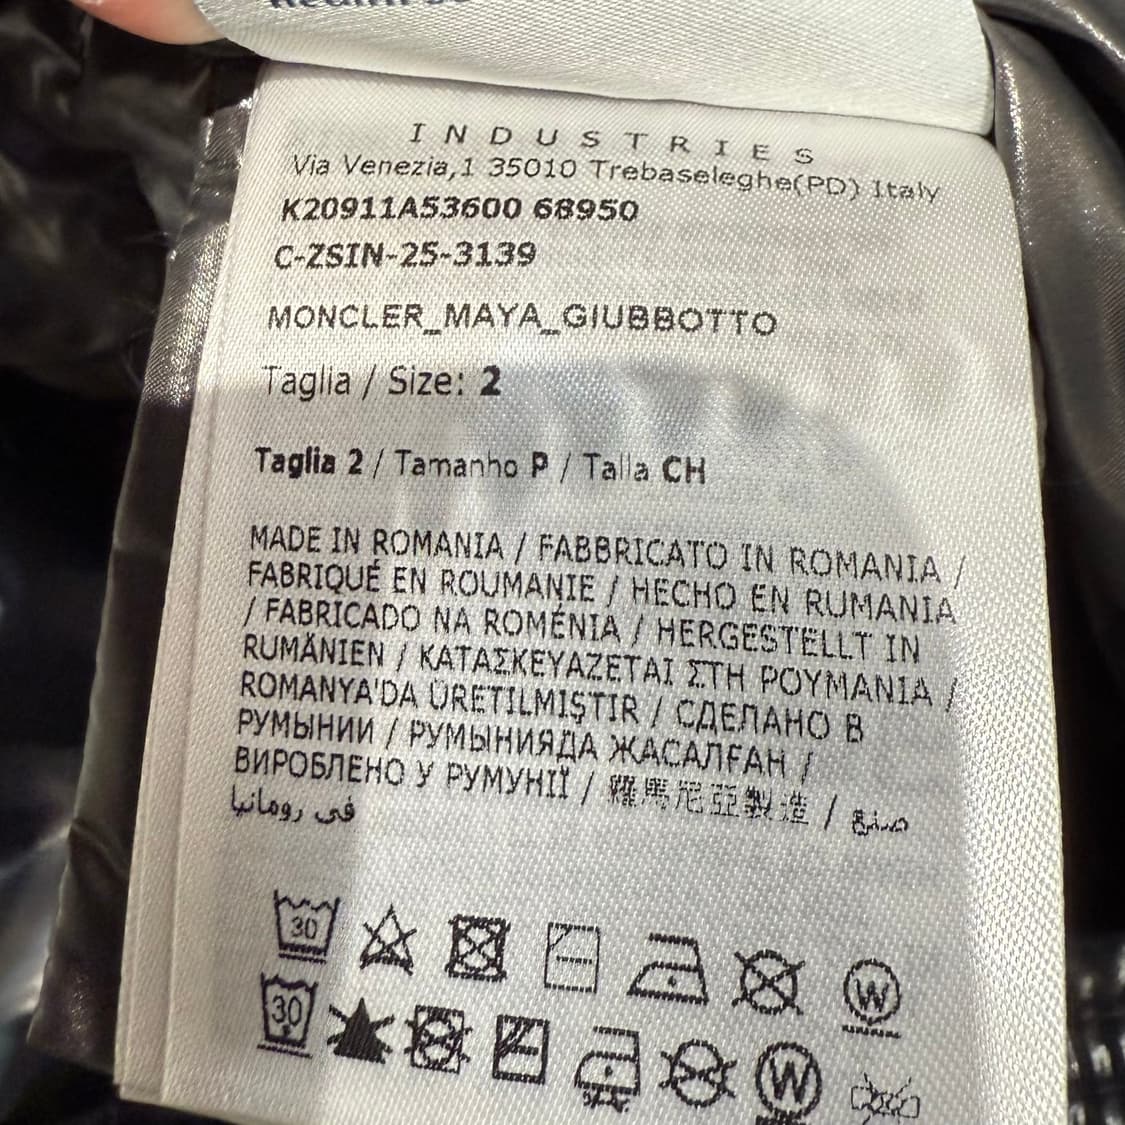 INDUSTRIES
Via Venezia,1 35010 Trebaseleghe(PD) Italy
K20911A53600 68950
C-ZSIN-25-3139
MONCLER_MAYA_GIUBBOTTO
Taglia / Size: 2
Taglia 2 / Tamanho P / Talla CH
MADE IN ROMANIA / FABBRICATO IN ROMANIA /
FABRIQUÉ EN ROUMANIE / HECHO EN RUMANIA
/ FABRICADO NA ROMÉNIA / HERGESTELLT IN
RUMÄNIEN / ΚΑΤΑΣΚΕΥΑΖΕΤΑΙ ΣΤΗ ΡΟΥΜΑΝΙΑ /
ROMANYA'DA ÜRETILMIŞTIR / СДЕЛАНО В
РУМЫНИИ / РУМЫНИЯДА ЖАСАЛҒАН /
ВИРОБЛЕНО У РУМУНІЇ / 羅馬尼亞製造 / صنع
في رومانيا
30
W
30
W